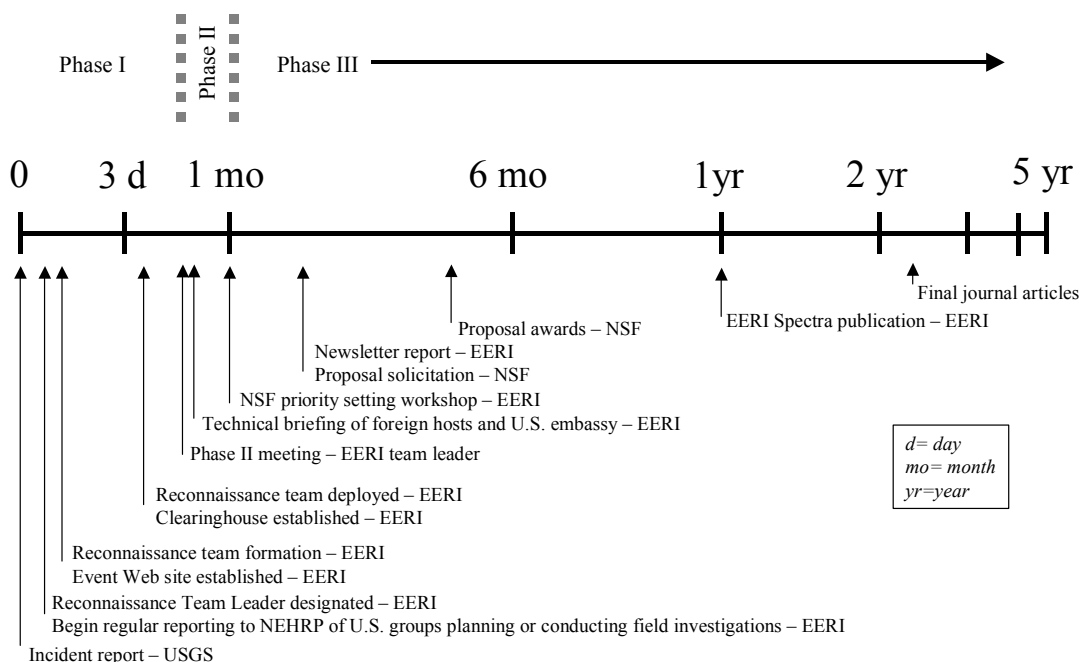 Phase I
Phase II
Phase III
0
3 d
1 mo
6 mo
1yr
2 yr
5 yr
Final journal articles
EERI Spectra publication – EERI
Proposal awards – NSF
Newsletter report – EERI
Proposal solicitation – NSF
NSF priority setting workshop – EERI
Technical briefing of foreign hosts and U.S. embassy – EERI
Phase II meeting – EERI team leader
d= day
mo= month
yr=year
Reconnaissance team deployed – EERI
Clearinghouse established – EERI
Reconnaissance team formation – EERI
Event Web site established – EERI
Reconnaissance Team Leader designated – EERI
Begin regular reporting to NEHRP of U.S. groups planning or conducting field investigations – EERI
Incident report – USGS